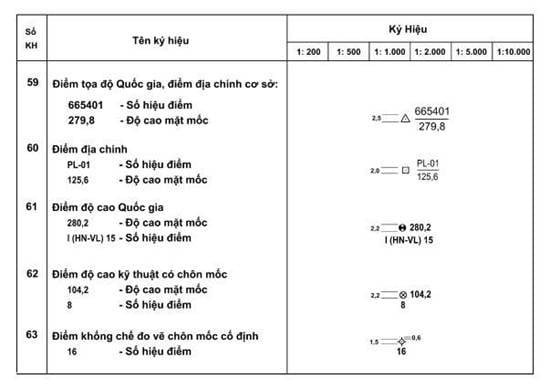 Số KH
Tên ký hiệu
Ký Hiệu
1: 200 1: 500 1: 1.000 1: 2.000 1: 5.000 1:10.000
59 Điểm tọa độ Quốc gia, điểm địa chính cơ sở:
665401 - Số hiệu điểm
279,8 - Độ cao mặt mốc
2,5 665401
279,8
60 Điểm địa chính
PL-01 - Số hiệu điểm
125,6 - Độ cao mặt mốc
2,0 PL-01
125,6
61 Điểm độ cao Quốc gia
280,2 - Độ cao mặt mốc
I (HN-VL) 15 - Số hiệu điểm
2,2 280,2
I (HN-VL) 15
62 Điểm độ cao kỹ thuật có chôn mốc
104,2 - Độ cao mặt mốc
8 - Số hiệu điểm
2,2 104,2
8
63 Điểm khống chế đo vẽ chôn mốc cố định
16 - Số hiệu điểm
1,5 0,6
16